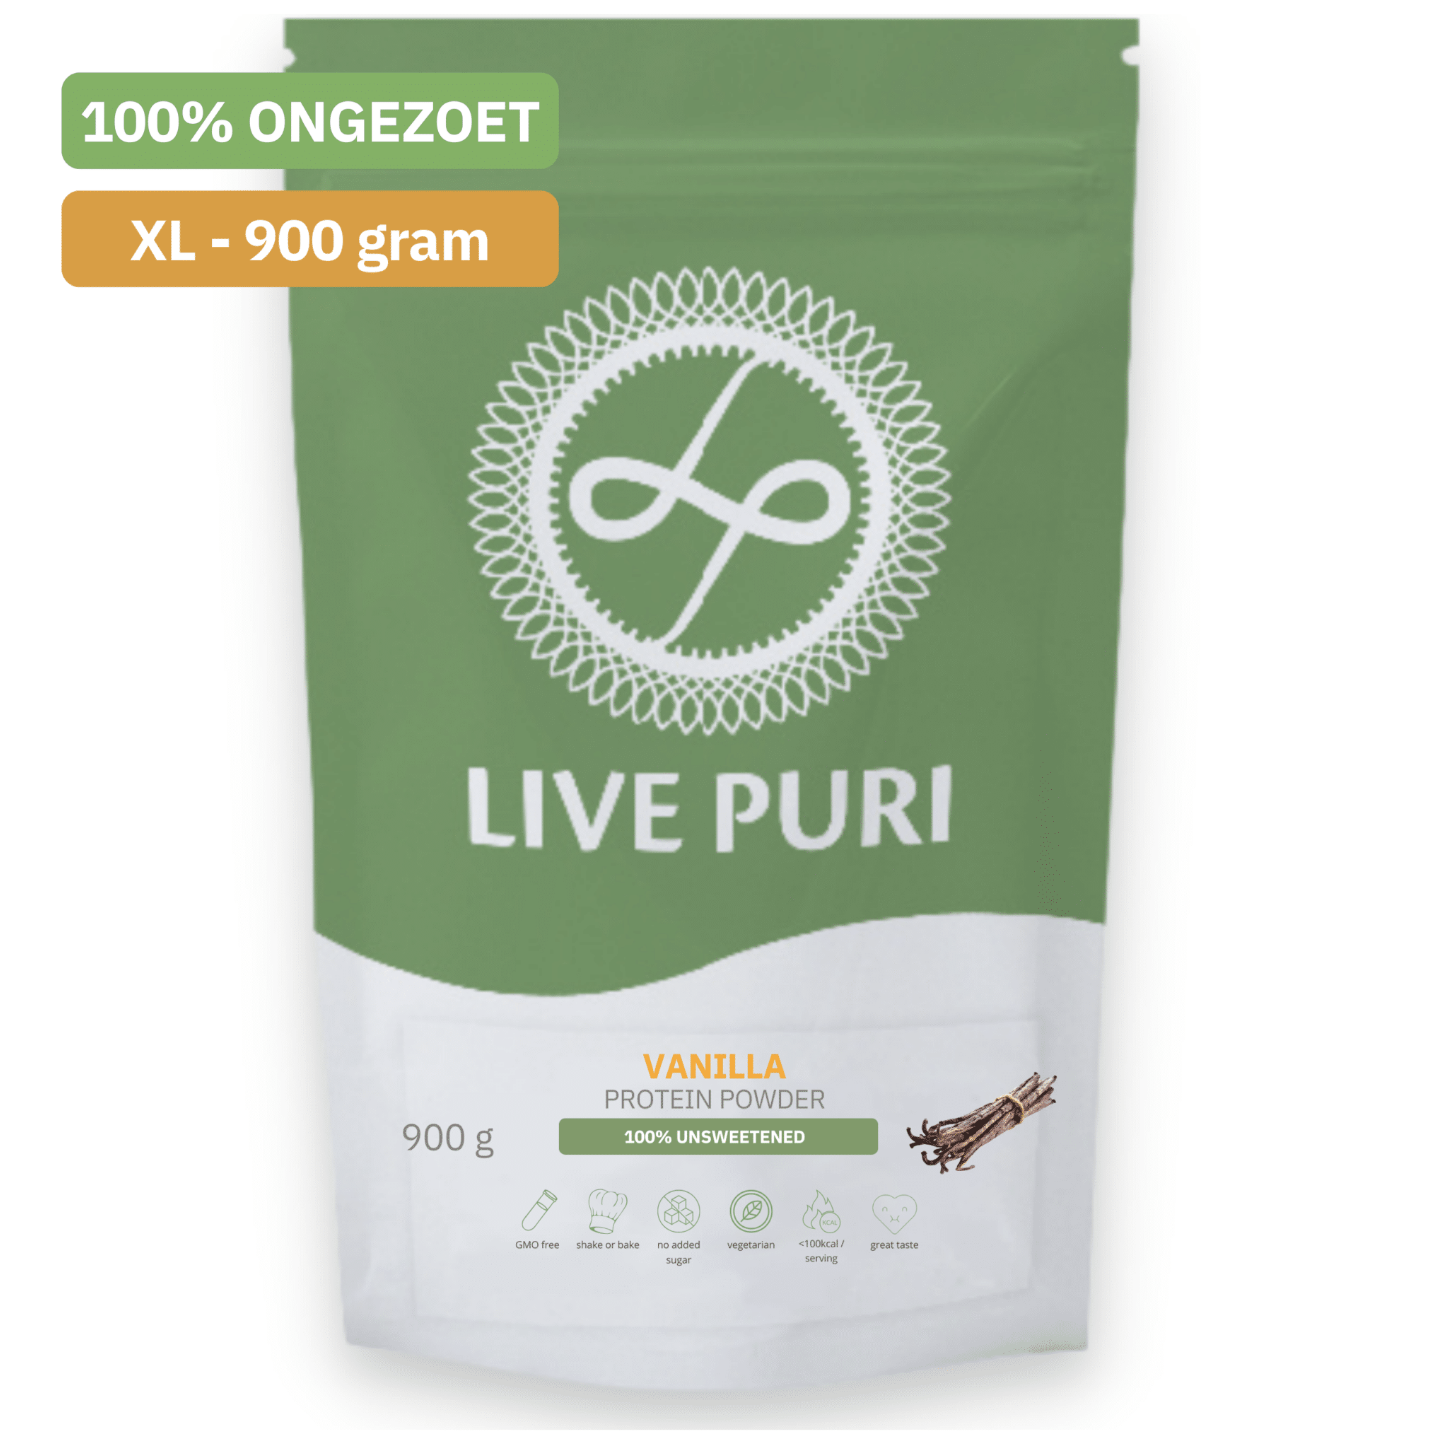 100% ONGEZOET
XL - 900 gram
LIVE PURI
VANILLA
PROTEIN POWDER
900 g
100% UNSWEETENED
KCAL
GMO free
shake or bake
no added
sugar
vegetarian
<100kcal /
serving
great taste